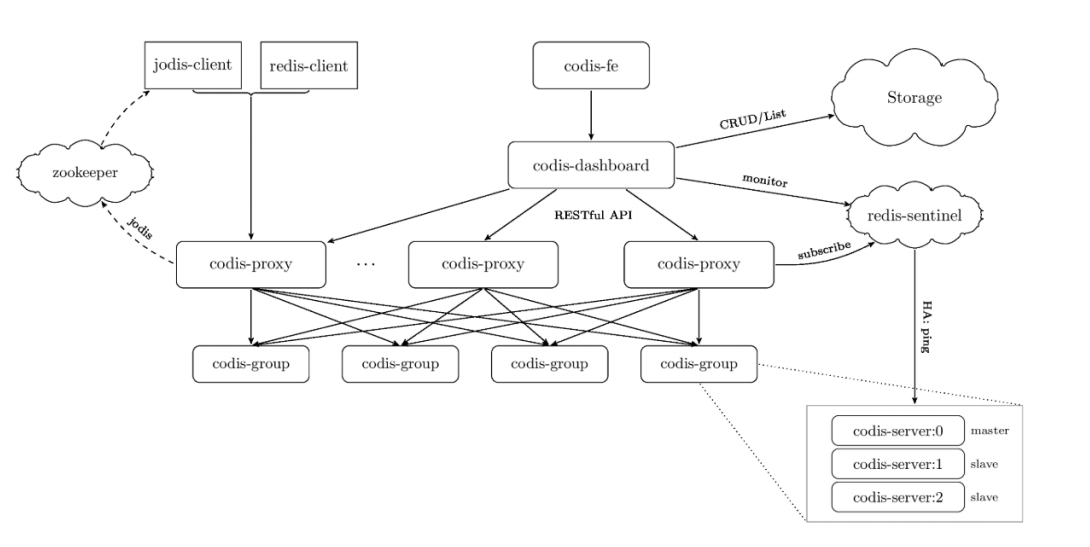 jodis-client
redis-client
codis-fe
Storage
CRUD/List
codis-dashboard
zookeeper
monitor
redis-sentinel
RESTful API
jodis
subscribe
codis-proxy
...
codis-proxy
codis-proxy
HA: ping
codis-group
codis-group
codis-group
codis-group
codis-server:0 master
codis-server:1 slave
codis-server:2 slave